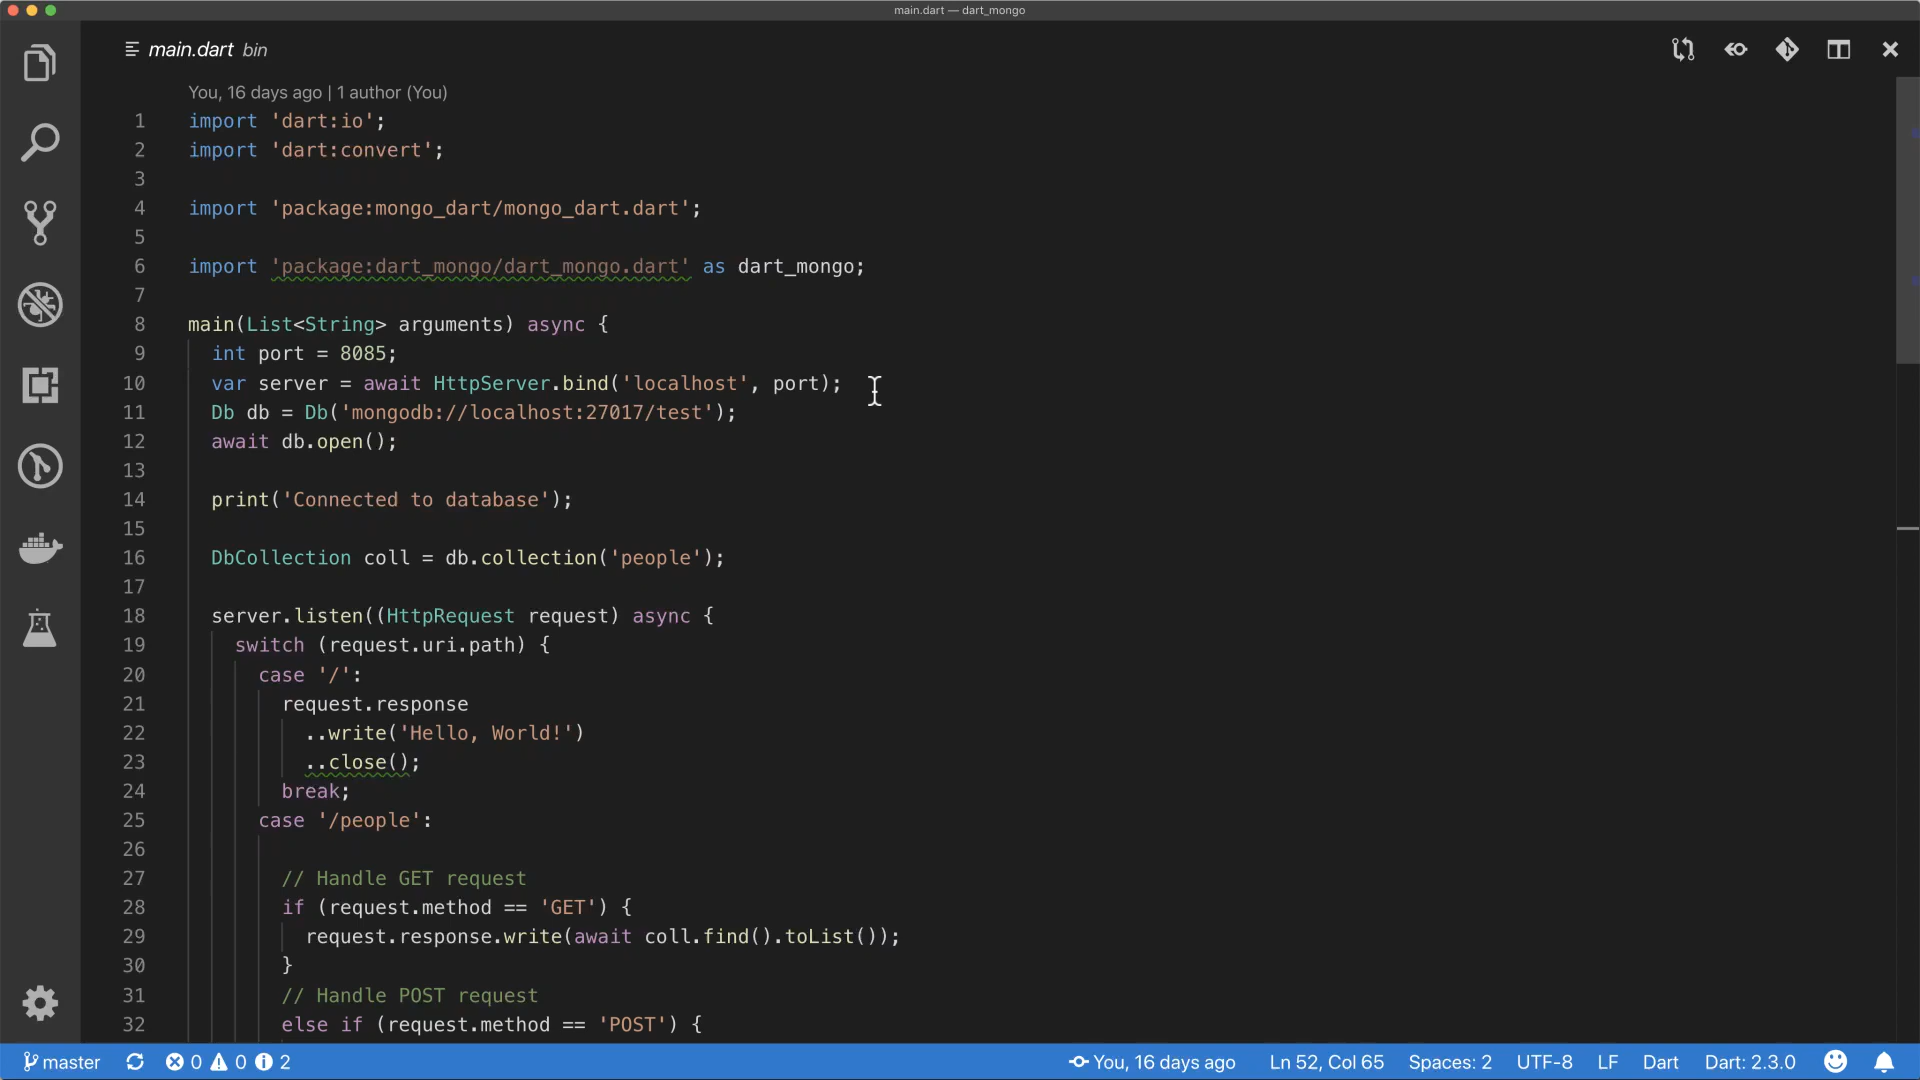 main.dart — dart_mongo
main.dart bin
You, 16 days ago | 1 author (You)
1 import 'dart:io';
2 import 'dart:convert';
3
4 import 'package:mongo_dart/mongo_dart.dart';
5
6 import 'package:dart_mongo/dart_mongo.dart' as dart_mongo;
7
8 main(List<String> arguments) async {
9 int port = 8085;
10 var server = await HttpServer.bind('localhost', port);
11 Db db = Db('mongodb://localhost:27017/test');
12 await db.open();
13
14 print('Connected to database');
15
16 DbCollection coll = db.collection('people');
17
18 server.listen((HttpRequest request) async {
19 switch (request.uri.path) {
20 case '/':
21 request.response
22 ..write('Hello, World!')
23 ..close();
24 break;
25 case '/people':
26
27 // Handle GET request
28 if (request.method == 'GET') {
29 request.response.write(await coll.find().toList());
30 }
31 // Handle POST request
32 else if (request.method == 'POST') {
master 0 0 2 You, 16 days ago Ln 52, Col 65 Spaces: 2 UTF-8 LF Dart Dart: 2.3.0